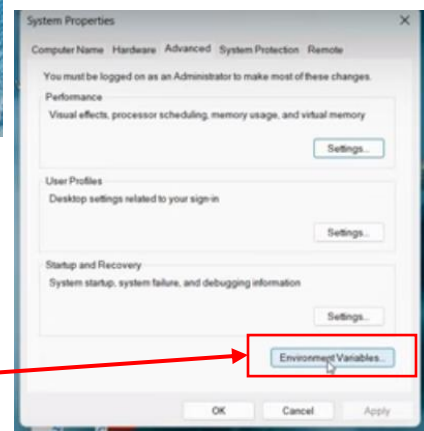 System Properties
Computer Name Hardware Advanced System Protection Remote
You must be logged on as an Administrator to make most of these changes.
Performance
Visual effects, processor scheduling, memory usage, and virtual memory
Settings...
User Profiles
Desktop settings related to your sign-in
Settings...
Startup and Recovery
System startup, system failure, and debugging information
Settings...
Environment Variables...
OK Cancel Apply